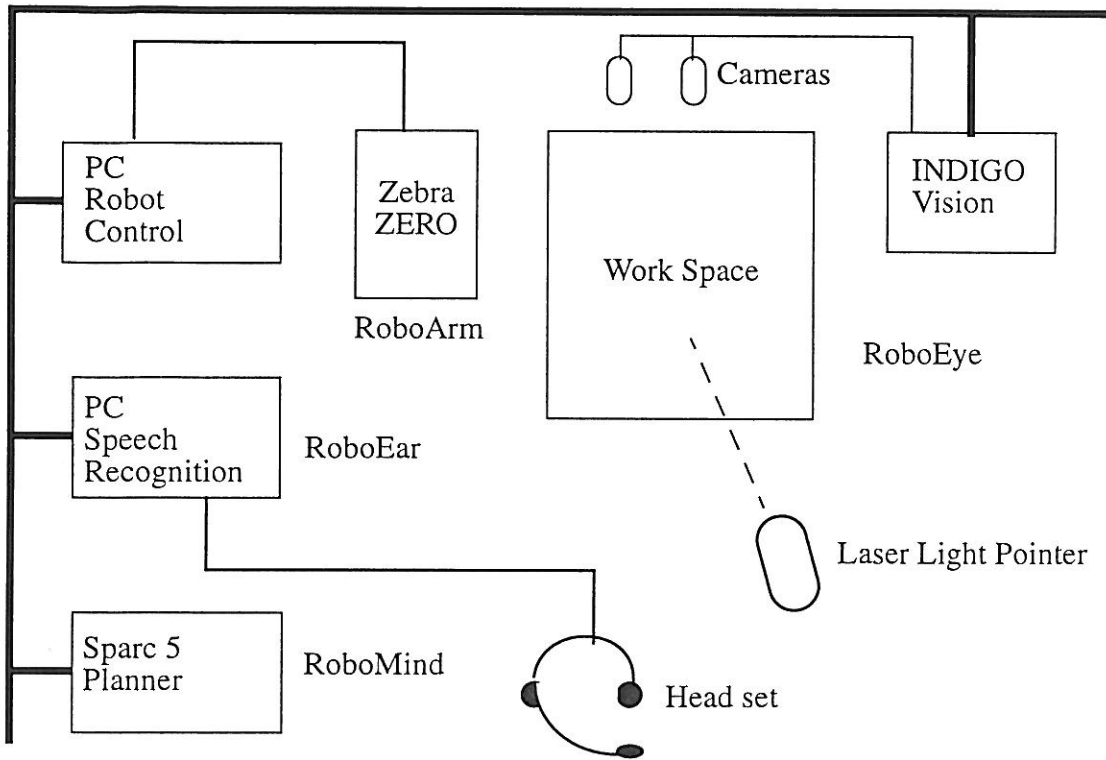 Cameras
PC
Robot
Control
Zebra
ZERO
INDIGO
Vision
Work Space
RoboArm
RoboEye
PC
Speech
Recognition
RoboEar
Laser Light Pointer
Sparc 5
Planner
RoboMind
Head set